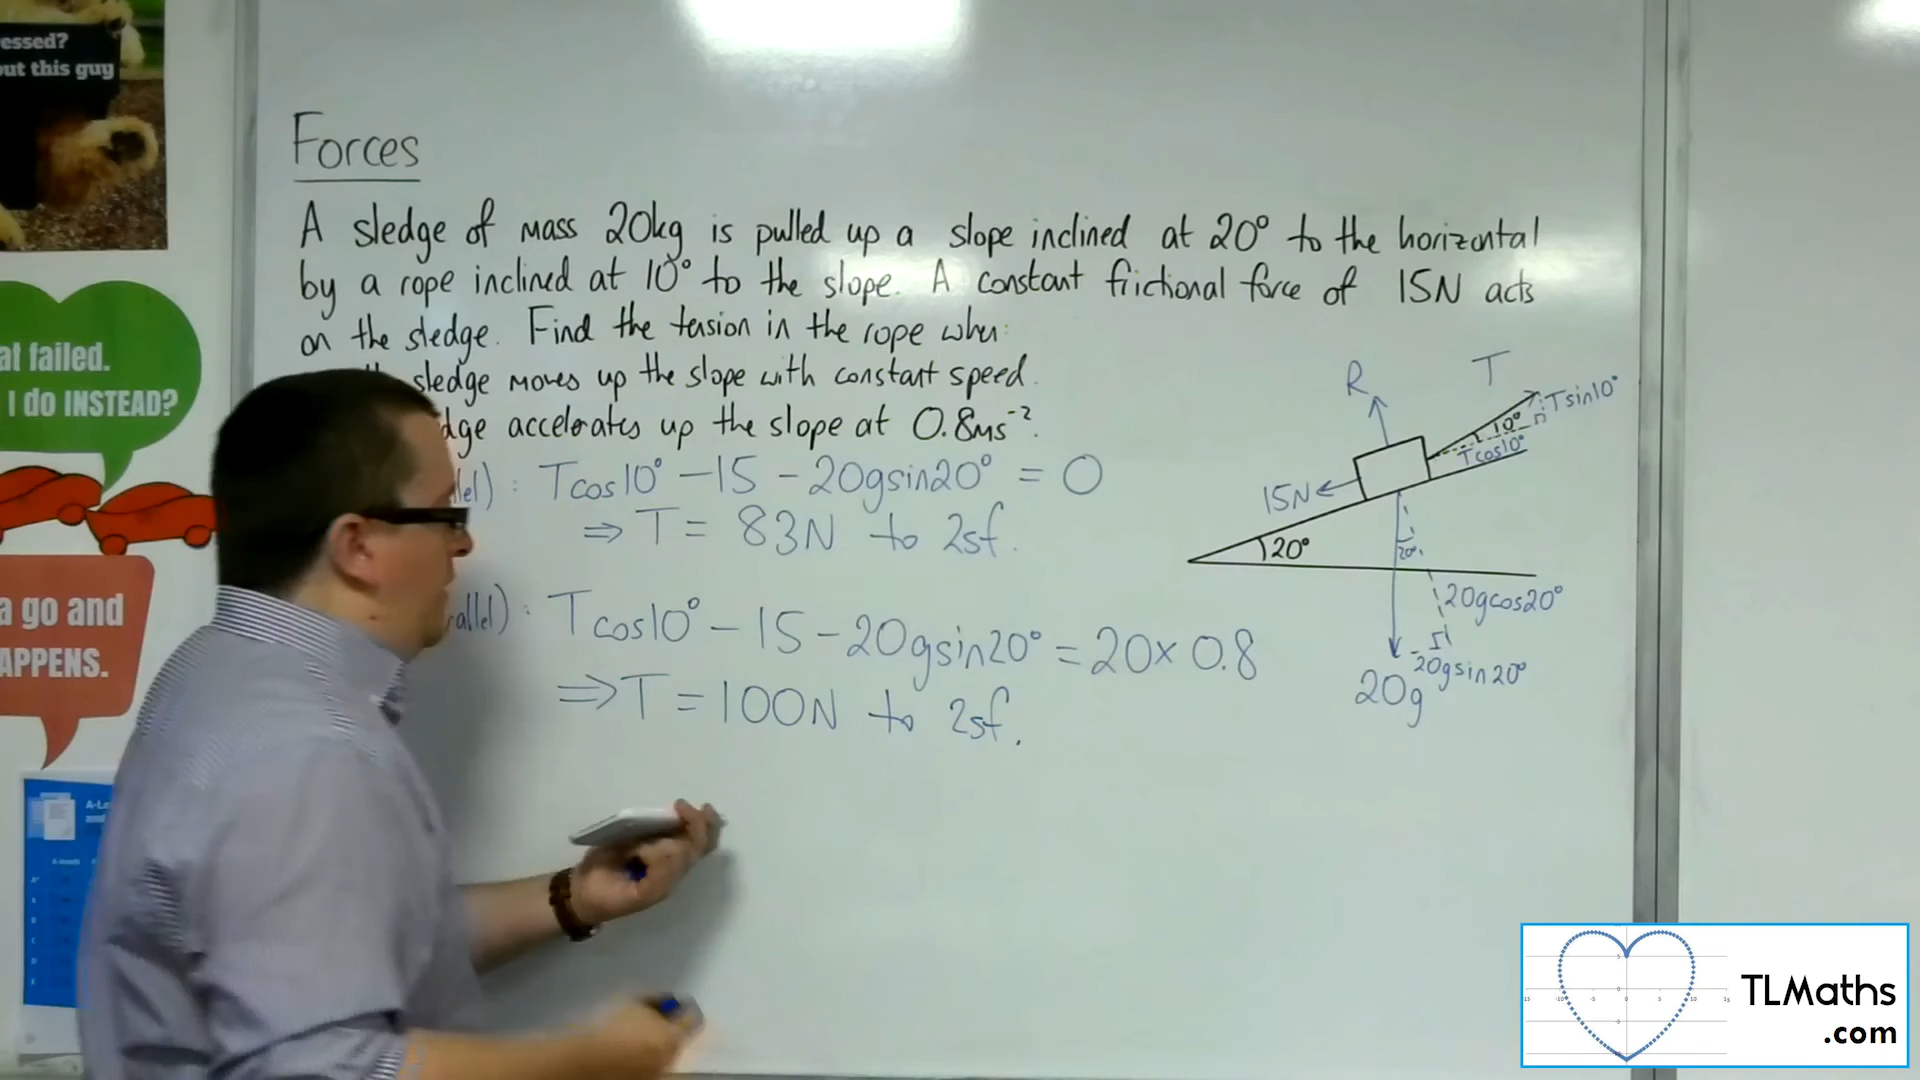 essed?
out this guy
at failed.
I do INSTEAD?
a go and
APPENS.
Forces
A sledge of mass 20kg is pulled up a slope inclined at 20° to the horizontal
by a rope inclined at 10° to the slope. A constant frictional force of 15N acts
on the sledge. Find the tension in the rope when:
sledge moves up the slope with constant speed.
dge accelerates up the slope at 0.8ms⁻².
llel) : Tcos10° - 15 - 20gsin20° = 0
⇒ T = 83N to 2sf.
rallel) : Tcos10° - 15 - 20gsin20° = 20 × 0.8
⇒ T = 100N to 2sf.
R
T
Tsin10°
10°
Tcos10°
15N
20°
20°
20gcos20°
20gsin20°
20g
TLMaths
.com